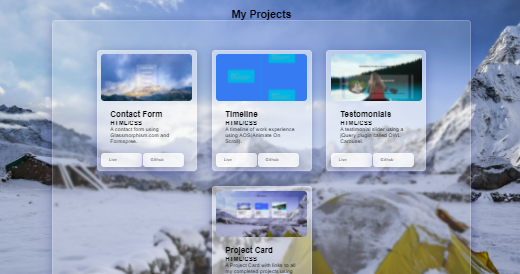 My Projects
Contact Form
HTML/CSS
A contact form using
Glassmorphism.com and
Formspree.
Live
Github
Timeline
HTML/CSS
A timeline of work experience
using AOS(Animate On
Scroll).
Live
Github
Testomonials
HTML/CSS
A testimonial slider using a
jQuery plugin called OWL
Carousel.
Live
Github
Project Card
HTML/CSS
A Project Card with links to all
my completed projects using